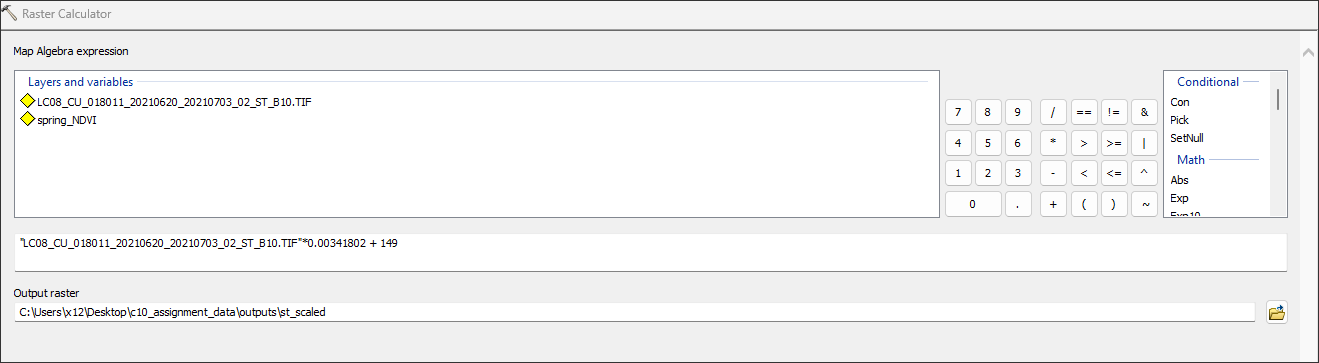 Raster Calculator
Map Algebra expression
Layers and variables
LC08_CU_018011_20210620_20210703_02_ST_B10.TIF
spring_NDVI
7 8 9 / == != &
4 5 6 * > >= |
1 2 3 - < <= ^
0 . + ( ) ~
Conditional
Con
Pick
SetNull
Math
Abs
Exp
Exp10
"LC08_CU_018011_20210620_20210703_02_ST_B10.TIF"*0.00341802 + 149
Output raster
C:\Users\x12\Desktop\c10_assignment_data\outputs\st_scaled